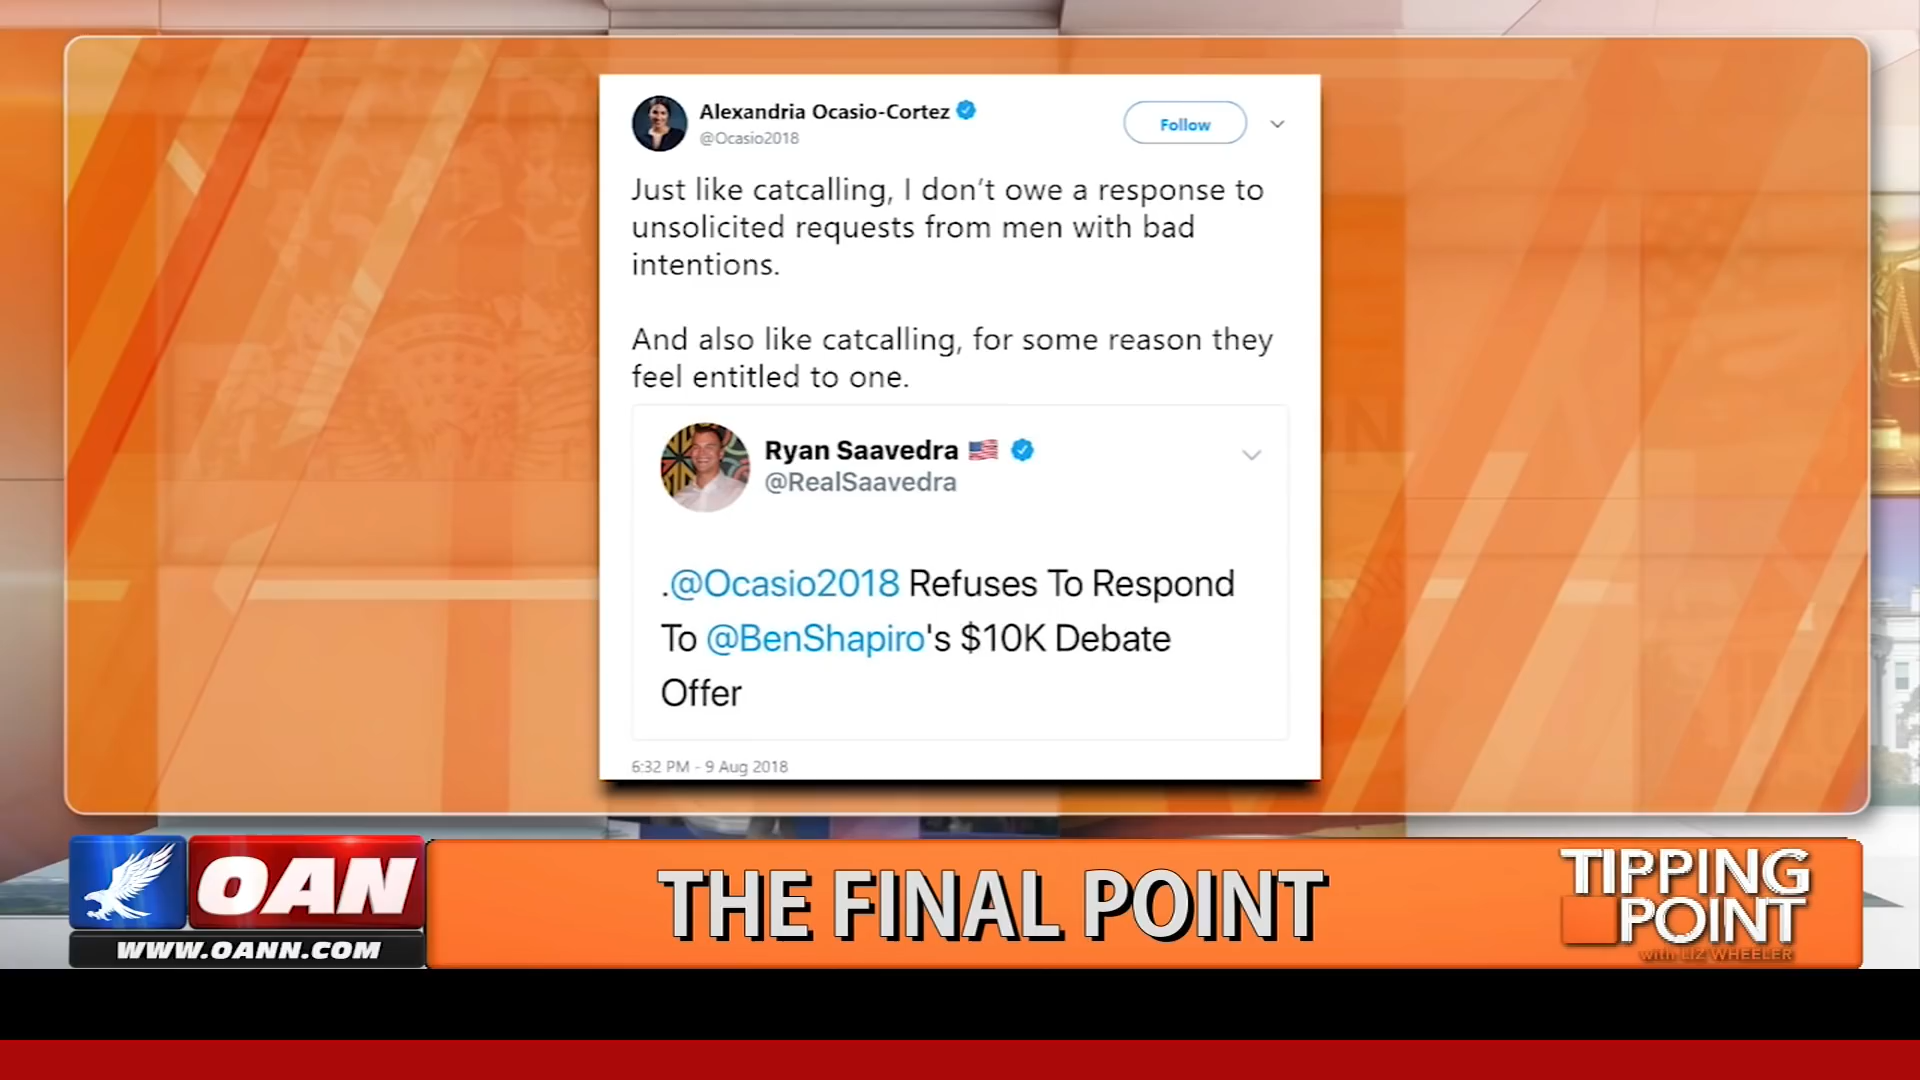 Alexandria Ocasio-Cortez
@Ocasio2018
Follow
Just like catcalling, I don't owe a response to
unsolicited requests from men with bad
intentions.
And also like catcalling, for some reason they
feel entitled to one.
Ryan Saavedra
@RealSaavedra
.@Ocasio2018 Refuses To Respond
To @BenShapiro's $10K Debate
Offer
6:32 PM - 9 Aug 2018
OAN
WWW.OANN.COM
THE FINAL POINT
TIPPING
POINT
with LIZ WHEELER